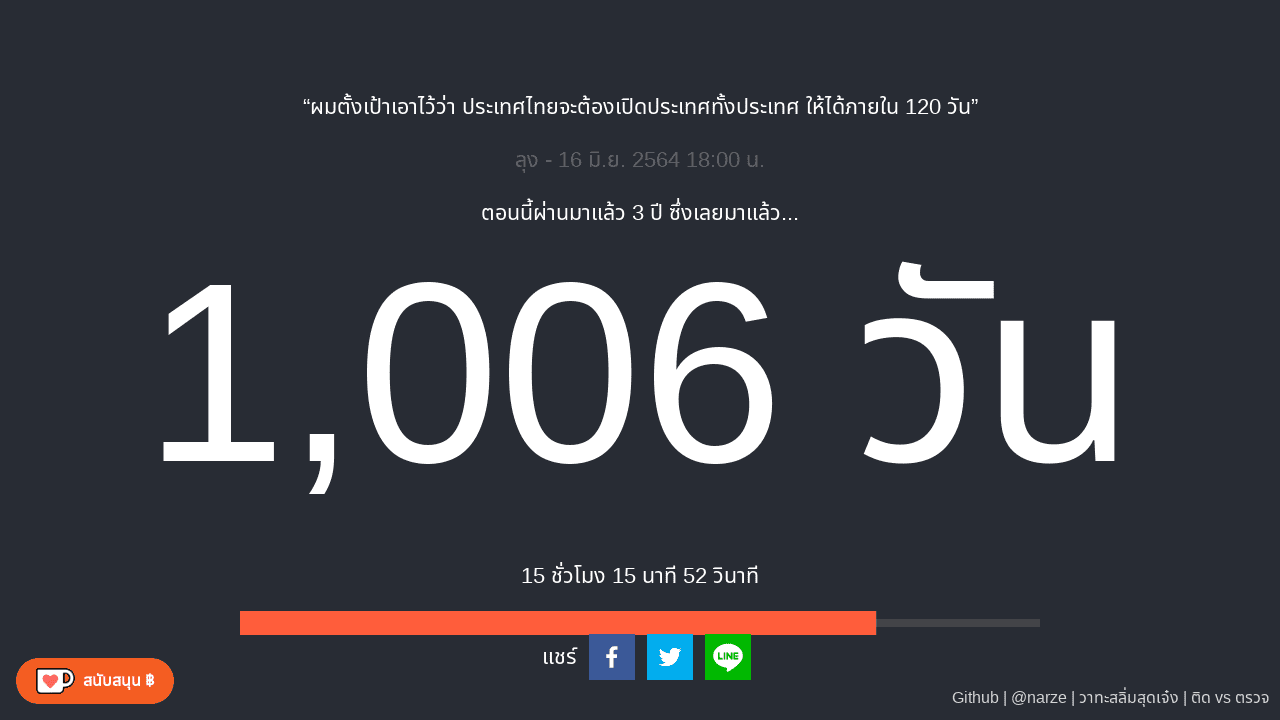 “ผมตั้งเป้าเอาไว้ว่า ประเทศไทยจะต้องเปิดประเทศทั้งประเทศ ให้ได้ภายใน 120 วัน”
ลุง - 16 มิ.ย. 2564 18:00 น.
ตอนนี้ผ่านมาแล้ว 3 ปี ซึ่งเลยมาแล้ว...
1,006 วัน
15 ชั่วโมง 15 นาที 52 วินาที
แชร์
LINE
สนับสนุน ฿
Github | @narze | วาทะสลิ่มสุดเจ๋ง | ติด vs ตรวจ